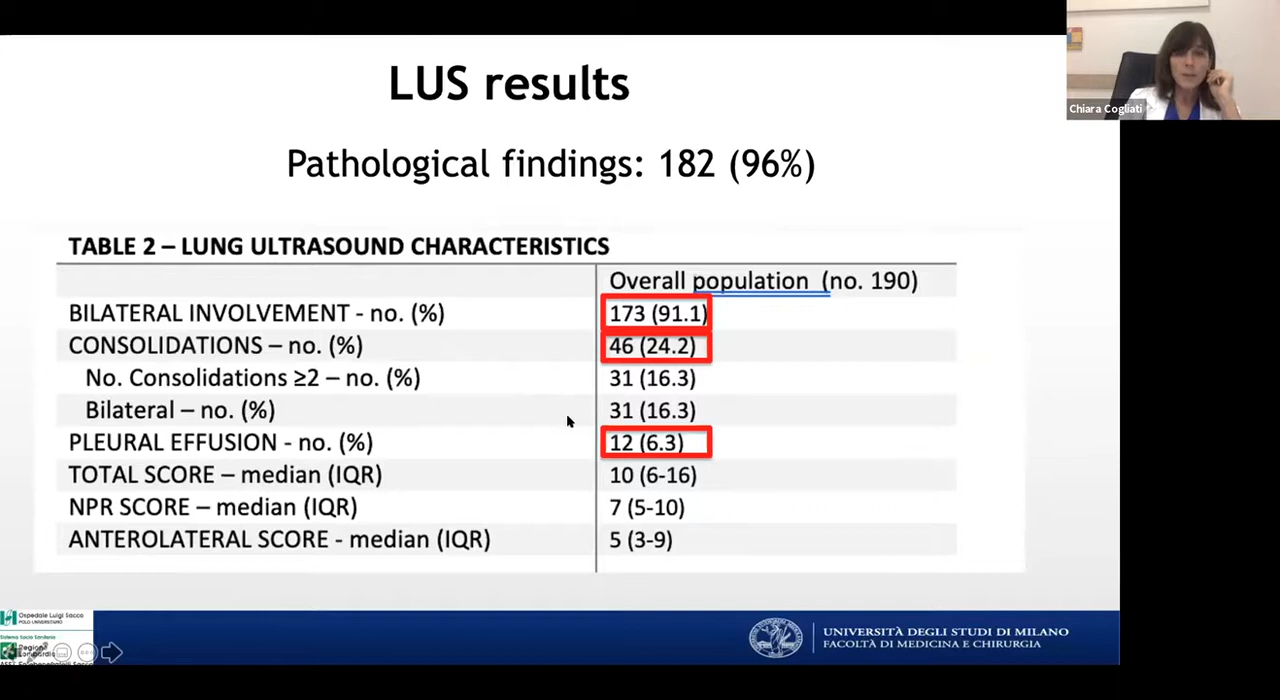 LUS results
Chiara Cogliati
Pathological findings: 182 (96%)
TABLE 2 – LUNG ULTRASOUND CHARACTERISTICS
Overall population (no. 190)
BILATERAL INVOLVEMENT - no. (%) 173 (91.1)
CONSOLIDATIONS – no. (%) 46 (24.2)
No. Consolidations ≥2 – no. (%) 31 (16.3)
Bilateral – no. (%) 31 (16.3)
PLEURAL EFFUSION - no. (%) 12 (6.3)
TOTAL SCORE – median (IQR) 10 (6-16)
NPR SCORE – median (IQR) 7 (5-10)
ANTEROLATERAL SCORE - median (IQR) 5 (3-9)
Ospedale Luigi Sacco
POLO UNIVERSITARIO
Sistema Socio Sanitario
Regione
Lombardia
UNIVERSITÀ DEGLI STUDI DI MILANO
FACOLTÀ DI MEDICINA E CHIRURGIA